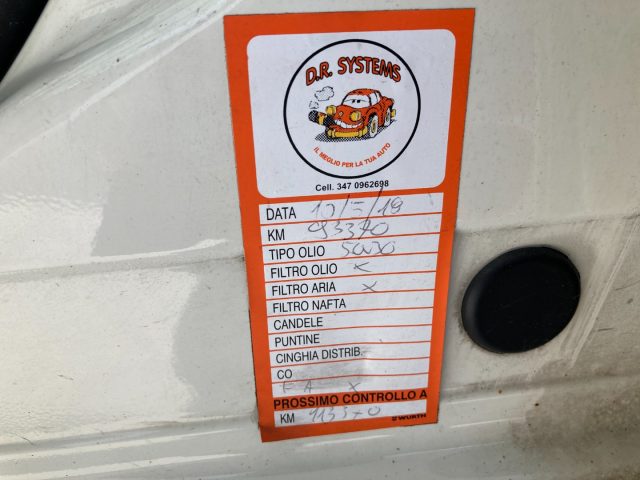 D.R. SYSTEMS
IL MEGLIO PER LA TUA AUTO
Cell. 347 0962698
DATA 10/5/19
KM 93370
TIPO OLIO 5W30
FILTRO OLIO X
FILTRO ARIA X
FILTRO NAFTA
CANDELE
PUNTINE
CINGHIA DISTRIB.
CO
F A X
PROSSIMO CONTROLLO A
KM 113370
WÜRTH